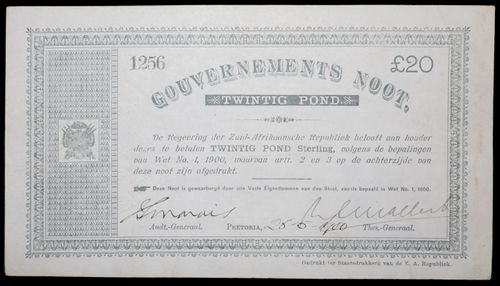 1256
£20
GOUVERNEMENTS NOOT,
TWINTIG POND.
De Regeering der Zuid-Afrikaansche Republiek belooft aan houder
dezes te betalen TWINTIG POND Sterling, volgens de bepalingen
van Wet No. 1, 1900, waarvan artt. 2 en 3 op de achterzijde van
deze noot zijn afgedrukt.
Deze Noot is gewaarborgd door alle Vaste Eigendommen van den Staat, zooals bepaald in Wet No. 1, 1900.
Audt.-Generaal. PRETORIA, 28-5-1900 Thes.-Generaal.
Gedrukt ter Staatsdrukkerij van de Z. A. Republiek.